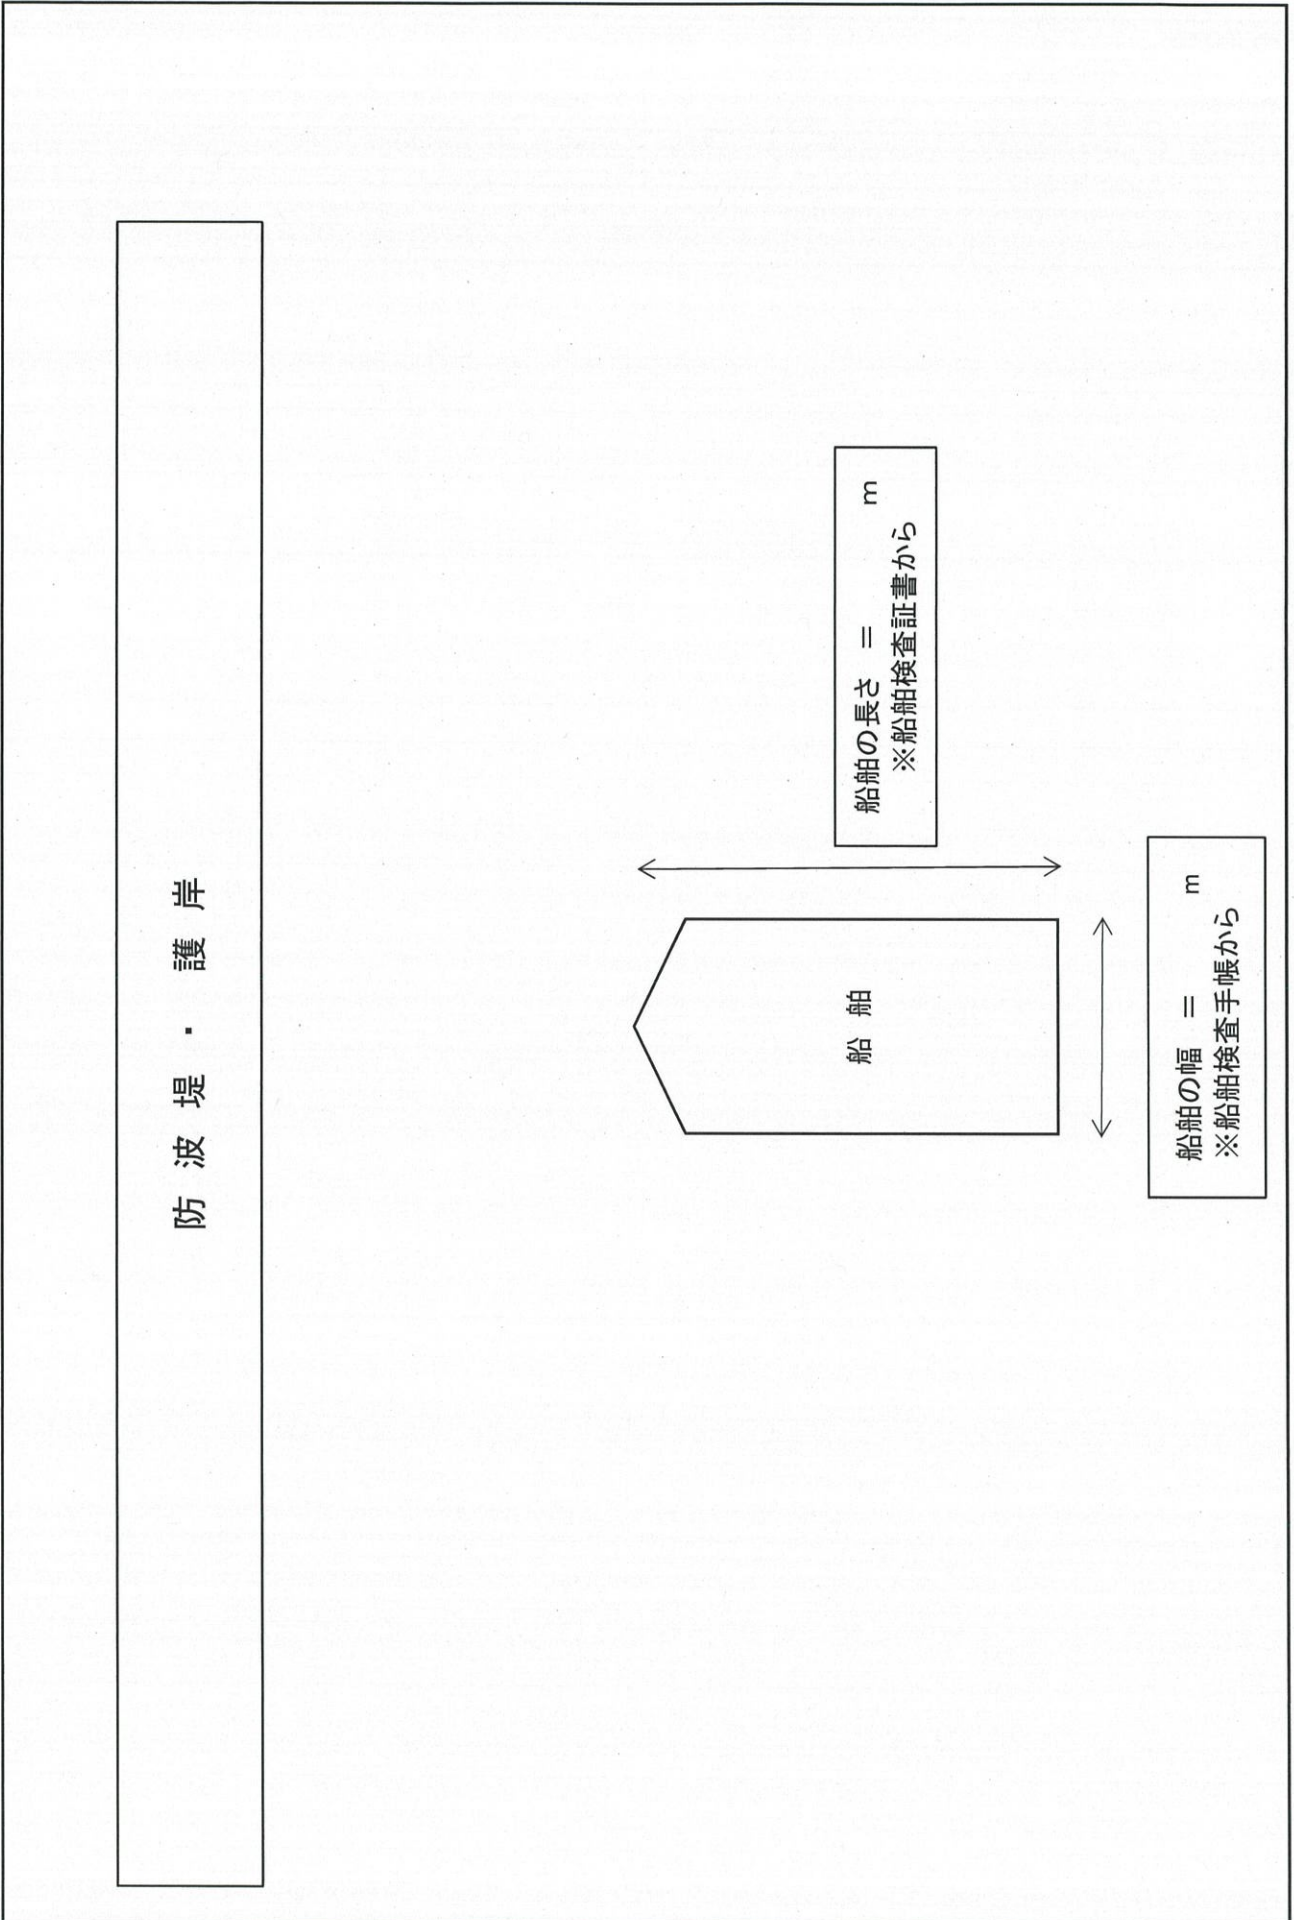 防波堤・護岸
船舶の長さ = m
※船舶検査証書から
船舶
船舶の幅 = m
※船舶検査手帳から